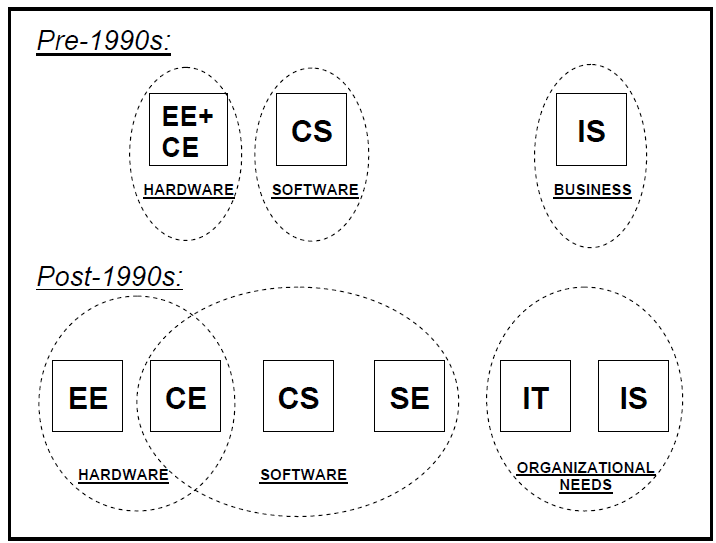 Pre-1990s:
EE+
CE
CS
IS
HARDWARE
SOFTWARE
BUSINESS
Post-1990s:
EE
CE
CS
SE
IT
IS
HARDWARE
SOFTWARE
ORGANIZATIONAL
NEEDS